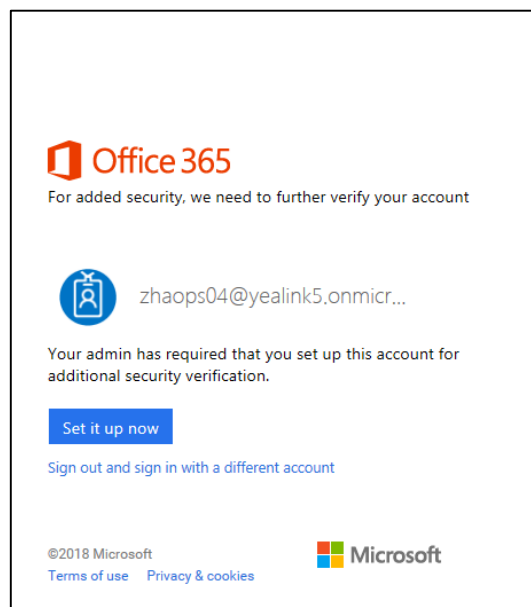 Office 365
For added security, we need to further verify your account
zhaops04@yealink5.onmicr...
Your admin has required that you set up this account for
additional security verification.
Set it up now
Sign out and sign in with a different account
©2018 Microsoft
Microsoft
Terms of use Privacy & cookies